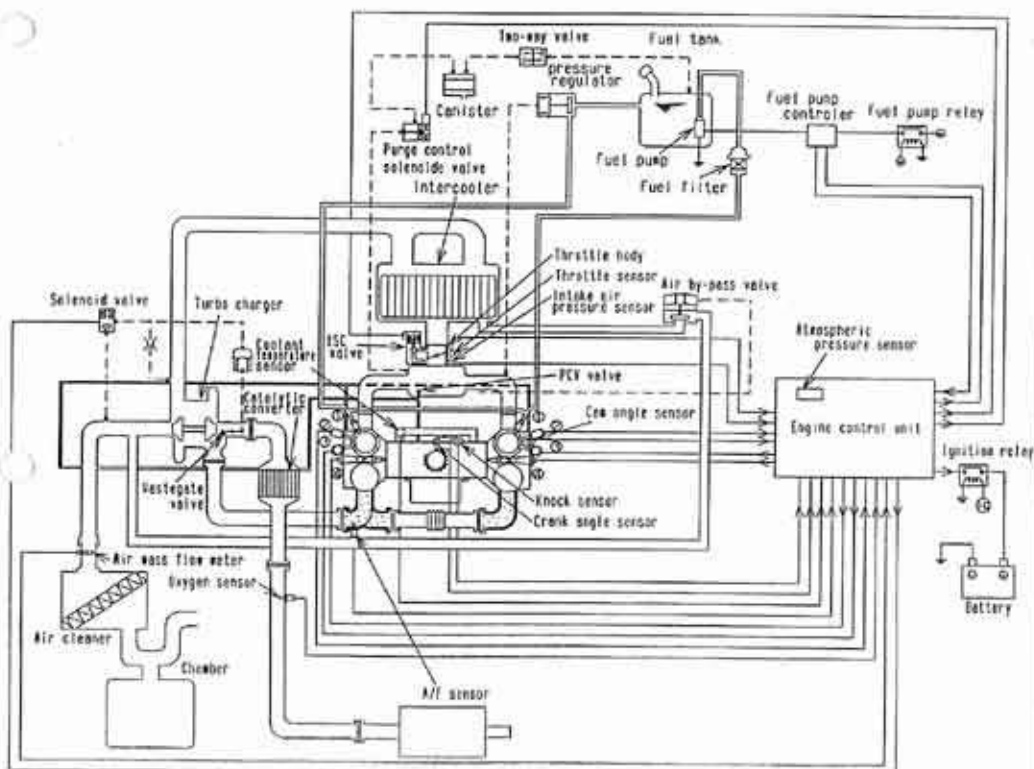 Two-way valve
Fuel tank
pressure
regulator
Canister
Fuel pump
controler
Fuel pump relay
Purge control
solenoide valve
Intercooler
Fuel pump
Fuel filter
Throttle body
Throttle sensor
Intake air
pressure sensor
Air by-pass valve
Solenoid valve
Turbo charger
Coolant
temperature
sensor
ISC
valve
Atmospheric
pressure sensor
PCV valve
Catalytic
converter
Cam angle sensor
Engine control unit
Ignition relay
Wastegate
valve
Knock sensor
Crank angle sensor
Air mass flow meter
Oxygen sensor
Battery
Air cleaner
Chamber
A/F sensor